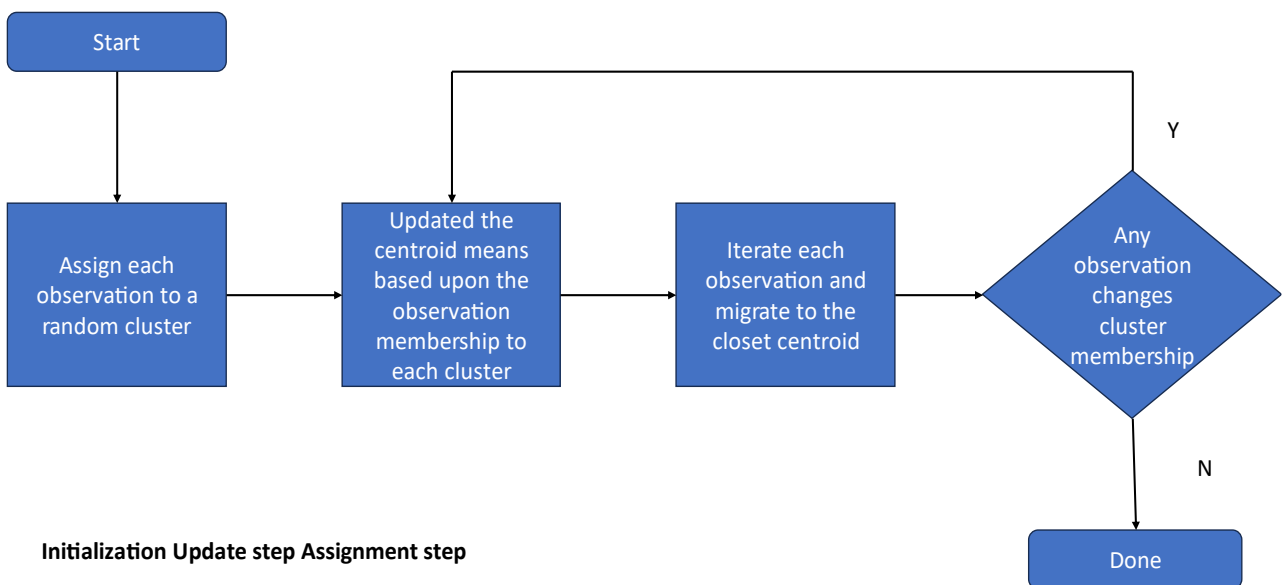 Start
Y
Assign each
observation to a
random cluster
Updated the
centroid means
based upon the
observation
membership to
each cluster
Iterate each
observation and
migrate to the
closet centroid
Any
observation
changes
cluster
membership
N
Initialization Update step Assignment step
Done